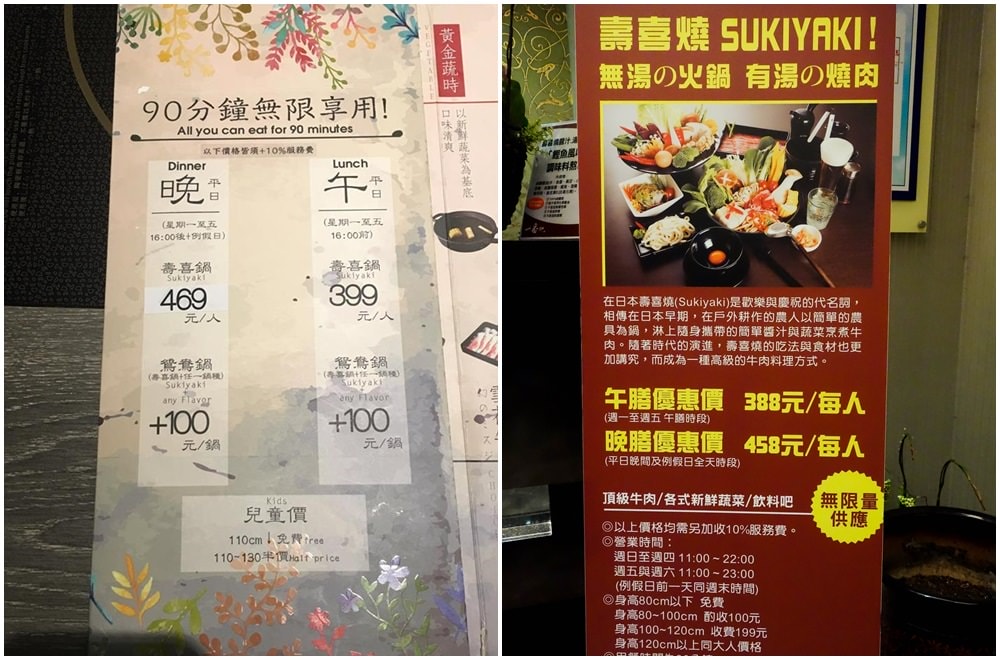 90分鐘無限享用!
All you can eat for 90 minutes
以下價格皆須+10%服務費
Dinner
晚 平日
(星期一至五
16:00後+例假日)
壽喜鍋
Sukiyaki
469
元/人
鴛鴦鍋
(壽喜鍋+任一鍋種)
Sukiyaki
+
any Flavor
+100
元/鍋
Lunch
午 平日
(星期一至五
16:00前)
壽喜鍋
Sukiyaki
399
元/人
鴛鴦鍋
(壽喜鍋+任一鍋種)
Sukiyaki
+
any Flavor
+100
元/鍋
Kids
兒童價
110cm↓免費free
110-130半價Half price
VEGETABLE
黃金蔬時
以新鮮蔬菜為基底
口味清爽
壽喜燒 SUKIYAKI!
無湯の火鍋 有湯の燒肉
在日本壽喜燒(Sukiyaki)是歡樂與慶祝的代名詞，
相傳在日本早期，在戶外耕作的農人以簡單的農
具為鍋，淋上隨身攜帶的簡單醬汁與蔬菜烹煮牛
肉。隨著時代的演進，壽喜燒的吃法與食材也更
加講究，而成為一種高級的牛肉料理方式。
午膳優惠價 388元/每人
(週一至週五 午膳時段)
晚膳優惠價 458元/每人
(平日晚間及例假日全天時段)
頂級牛肉/各式新鮮蔬菜/飲料吧
無限量
供應
◎以上價格均需另加收10%服務費。
◎營業時間：
週日至週四 11:00~22:00
週五與週六 11:00~23:00
(例假日前一天同週末時間)
◎身高80cm以下 免費
身高80~100cm 酌收100元
身高100~120cm 收費199元
身高120cm以上同大人價格